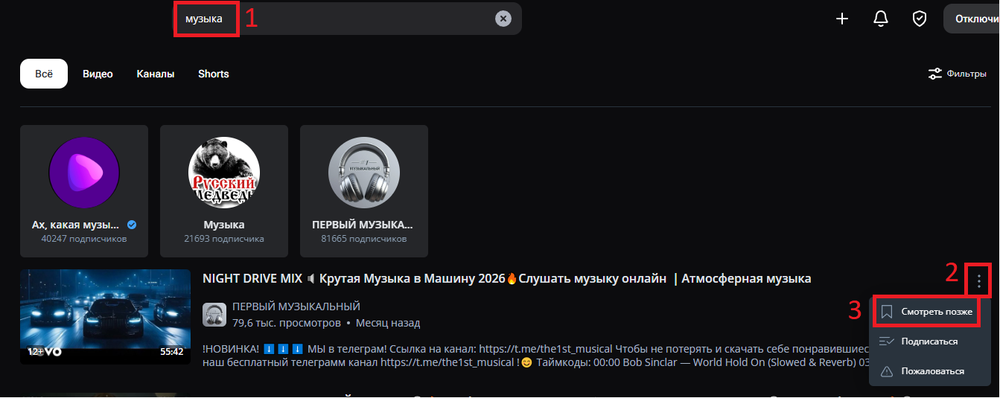 музыка 1
Отключи
Всё Видео Каналы Shorts
Фильтры
РУССКИЙ
МЕДВЕДЬ
МУЗЫКАЛЬНЫЙ
Ах, какая музы...
40247 подписчиков
Музыка
21693 подписчика
ПЕРВЫЙ МУЗЫКА...
81665 подписчиков
NIGHT DRIVE MIX 🔈 Крутая Музыка в Машину 2026🔥Слушать музыку онлайн | Атмосферная музыка
2
ПЕРВЫЙ МУЗЫКАЛЬНЫЙ
79,6 тыс. просмотров • Месяц назад
3 Смотреть позже
Подписаться
Пожаловаться
12+
55:42
!НОВИНКА! ⬇️ ⬇️ ⬇️ МЫ в телеграм! Ссылка на канал: https://t.me/the1st_musical Чтобы не потерять и скачать себе понравившиес
наш бесплатный телеграмм канал https://t.me/the1st_musical !😊 Таймкоды: 00:00 Bob Sinclar — World Hold On (Slowed & Reverb) 03